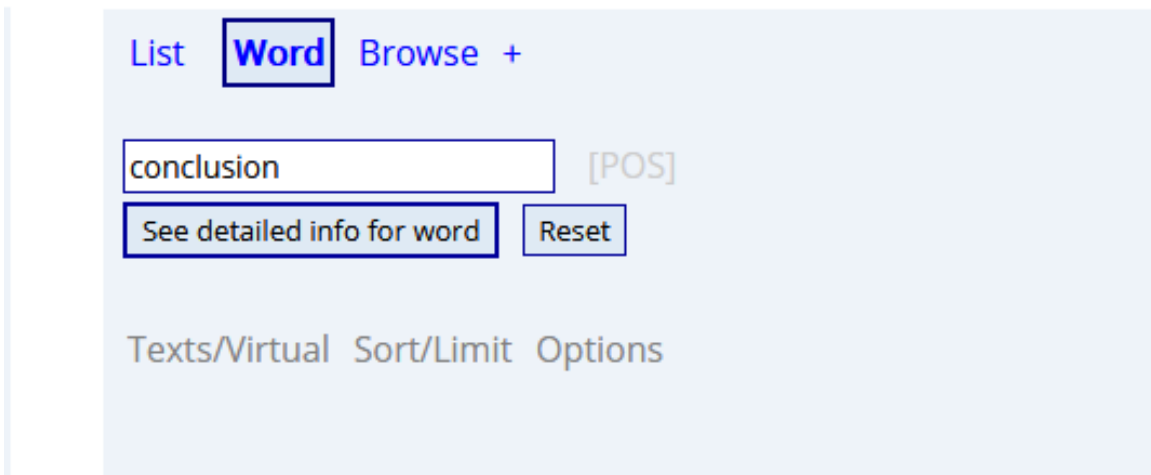 List Word Browse +
conclusion [POS]
See detailed info for word Reset
Texts/Virtual Sort/Limit Options